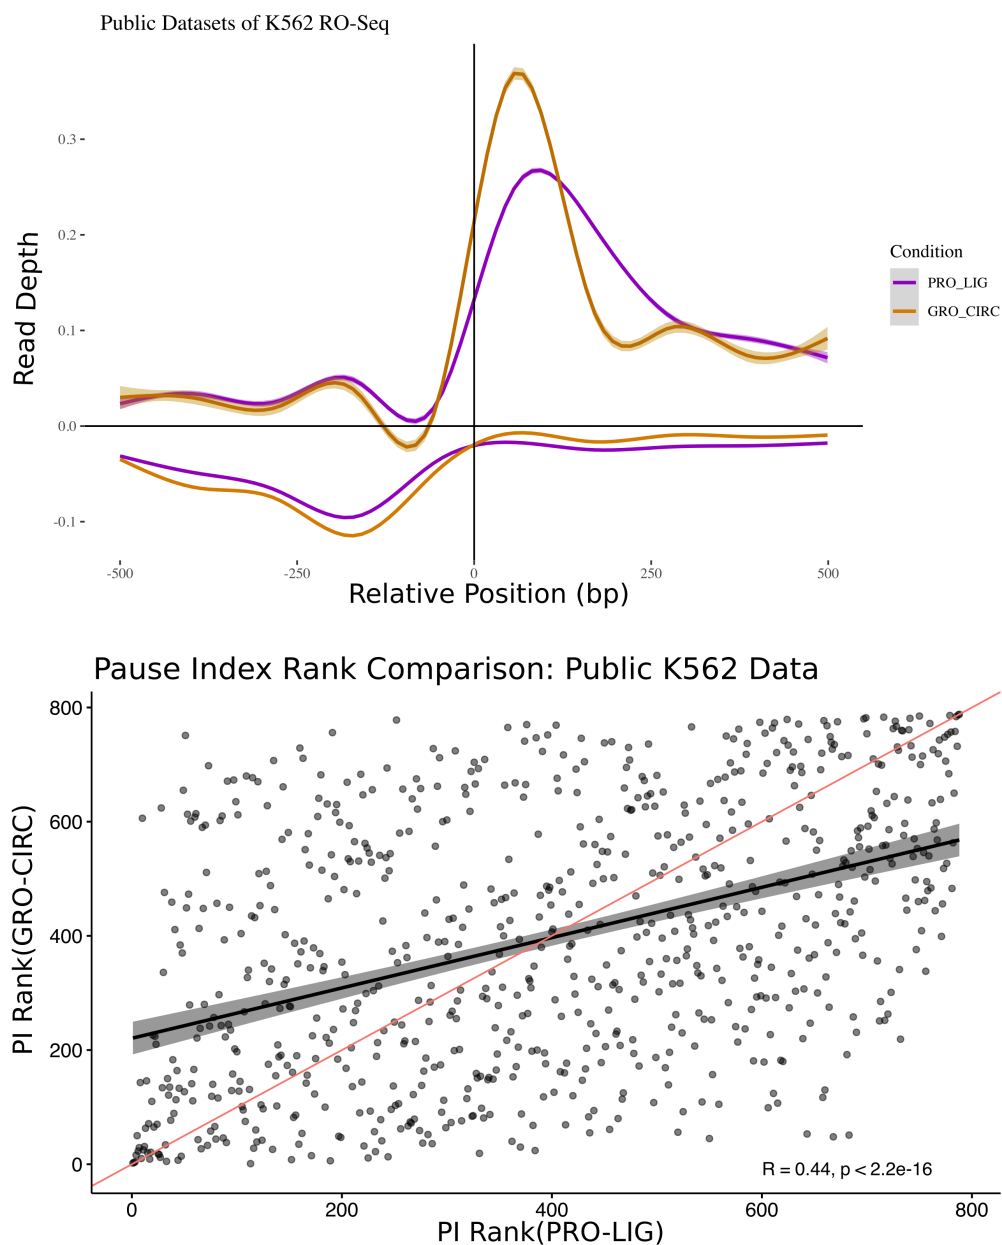 Public Datasets of K562 RO-Seq
Read Depth
0.3
0.2
0.1
0.0
-0.1
-500
-250
0
250
500
Relative Position (bp)
Condition
PRO_LIG
GRO_CIRC
Pause Index Rank Comparison: Public K562 Data
PI Rank(GRO-CIRC)
800
600
400
200
0
R = 0.44, p < 2.2e-16
0
200
400
600
800
PI Rank(PRO-LIG)